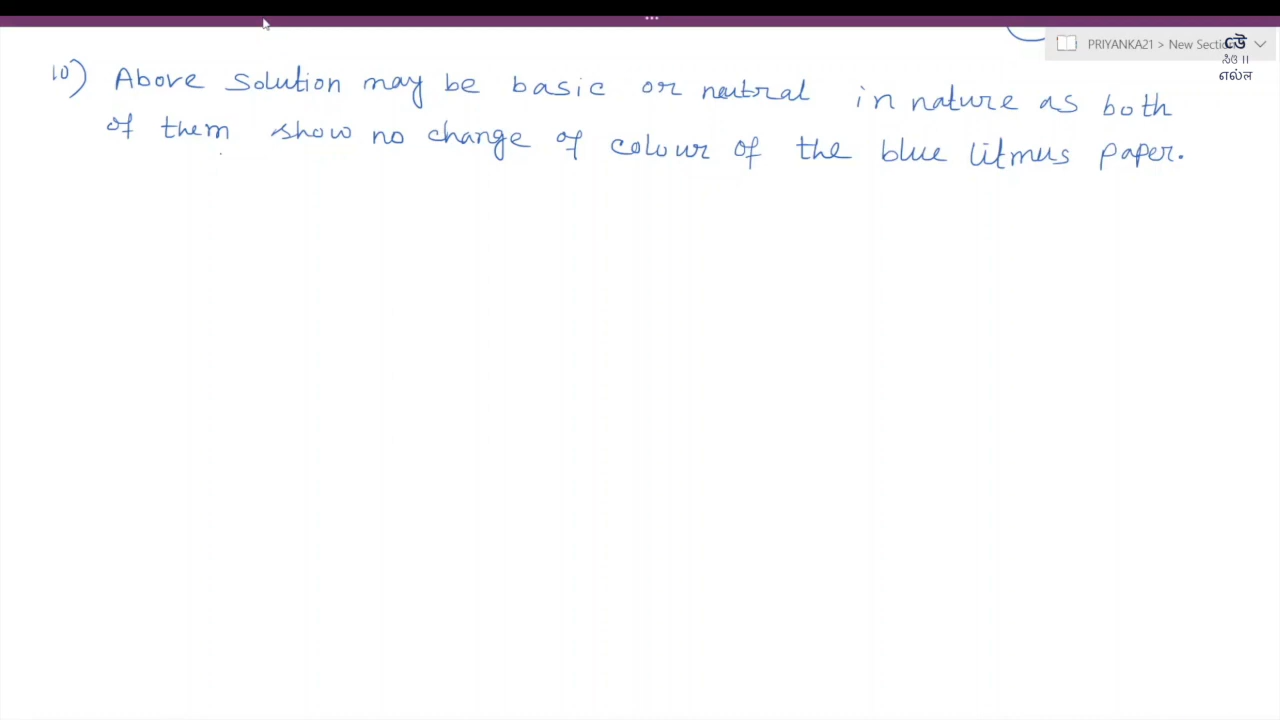 PRIYANKA21 > New Section
10) Above solution may be basic or neutral in nature as both
of them show no change of colour of the blue litmus paper.